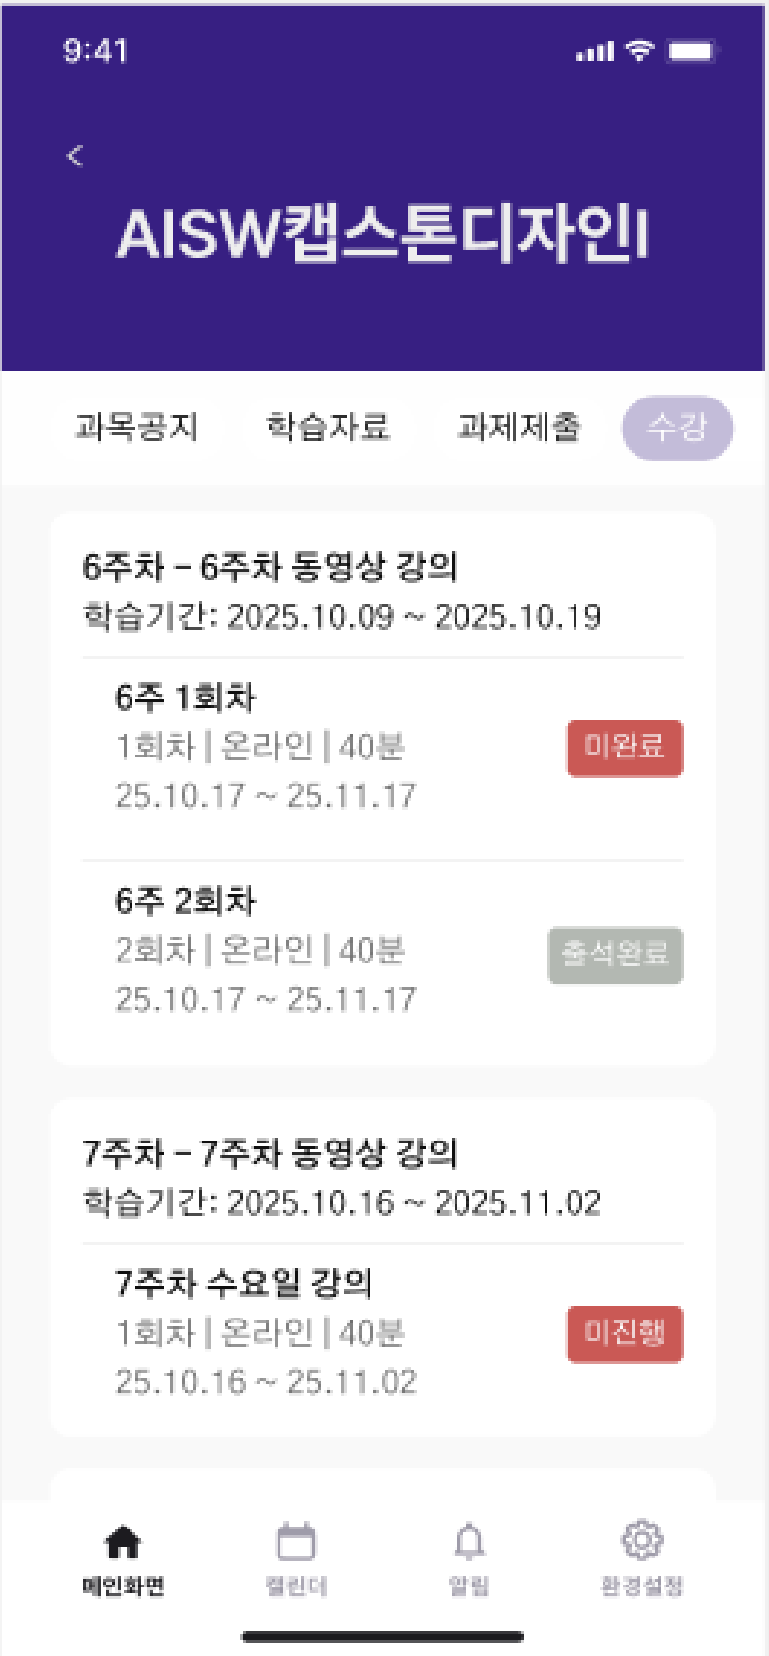 9:41
<
AISW캡스톤디자인I
과목공지 학습자료 과제제출 수강
6주차 - 6주차 동영상 강의
학습기간: 2025.10.09 ~ 2025.10.19
6주 1회차
1회차 | 온라인 | 40분
미완료
25.10.17 ~ 25.11.17
6주 2회차
2회차 | 온라인 | 40분
출석완료
25.10.17 ~ 25.11.17
7주차 - 7주차 동영상 강의
학습기간: 2025.10.16 ~ 2025.11.02
7주차 수요일 강의
1회차 | 온라인 | 40분
미진행
25.10.16 ~ 25.11.02
메인화면 캘린더 알림 환경설정